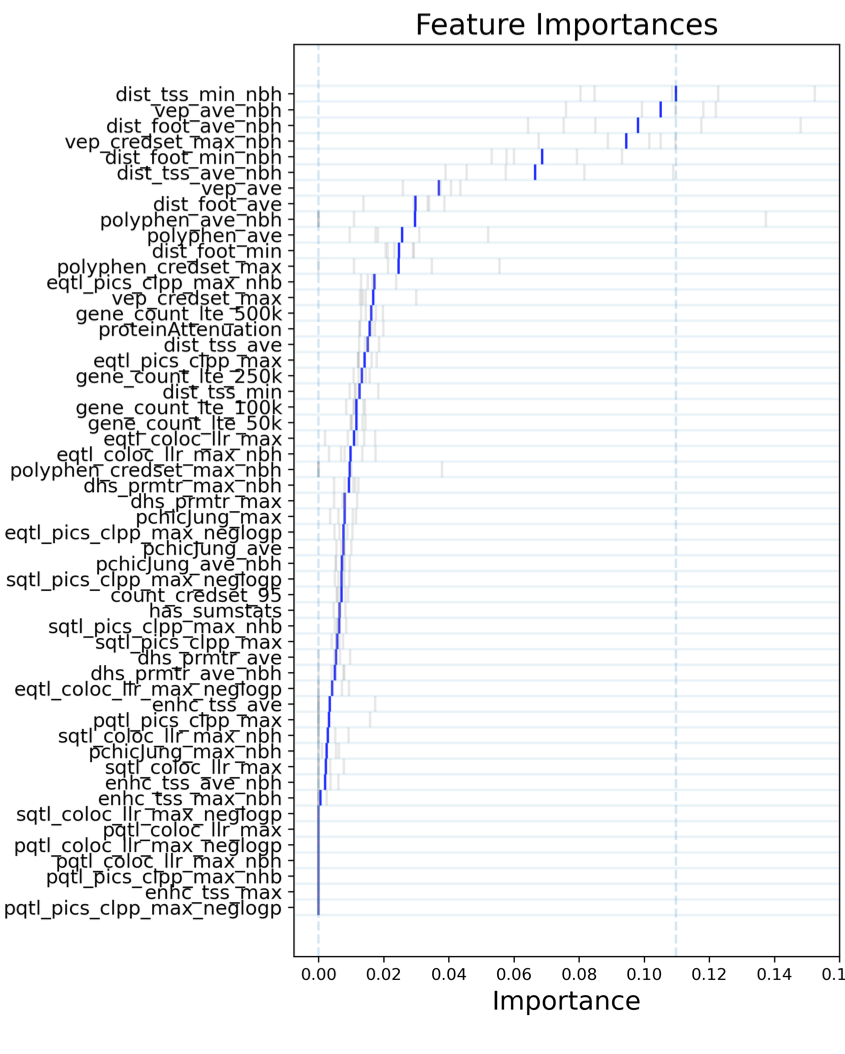 Feature Importances
dist_tss_min_nbh
vep_ave_nbh
dist_foot_ave_nbh
vep_credset_max_nbh
dist_foot_min_nbh
dist_tss_ave_nbh
vep_ave
dist_foot_ave
polyphen_ave_nbh
polyphen_ave
dist_foot_min
polyphen_credset_max
eqtl_pics_clpp_max_nhb
vep_credset_max
gene_count_lte_500k
proteinAttenuation
dist_tss_ave
eqtl_pics_clpp_max
gene_count_lte_250k
dist_tss_min
gene_count_lte_100k
gene_count_lte_50k
eqtl_coloc_llr_max
eqtl_coloc_llr_max_nbh
polyphen_credset_max_nbh
dhs_prmtr_max_nbh
dhs_prmtr_max
pchicJung_max
eqtl_pics_clpp_max_neglogp
pchicJung_ave
pchicJung_ave_nbh
sqtl_pics_clpp_max_neglogp
count_credset_95
has_sumstats
sqtl_pics_clpp_max_nhb
sqtl_pics_clpp_max
dhs_prmtr_ave
dhs_prmtr_ave_nbh
eqtl_coloc_llr_max_neglogp
enhc_tss_ave
pqtl_pics_clpp_max
sqtl_coloc_llr_max_nbh
pchicJung_max_nbh
sqtl_coloc_llr_max
enhc_tss_ave_nbh
enhc_tss_max_nbh
sqtl_coloc_llr_max_neglogp
pqtl_coloc_llr_max
pqtl_coloc_llr_max_neglogp
pqtl_coloc_llr_max_nbh
pqtl_pics_clpp_max_nhb
enhc_tss_max
pqtl_pics_clpp_max_neglogp
0.00 0.02 0.04 0.06 0.08 0.10 0.12 0.14 0.1
Importance